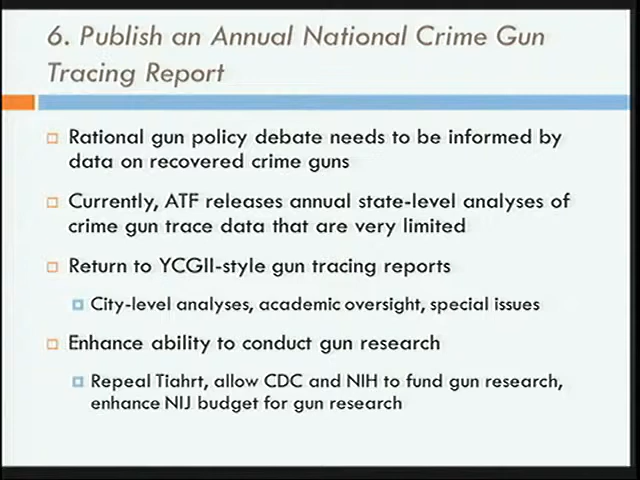 6. Publish an Annual National Crime Gun
Tracing Report
Rational gun policy debate needs to be informed by
data on recovered crime guns
Currently, ATF releases annual state-level analyses of
crime gun trace data that are very limited
Return to YCGII-style gun tracing reports
City-level analyses, academic oversight, special issues
Enhance ability to conduct gun research
Repeal Tiahrt, allow CDC and NIH to fund gun research,
enhance NIJ budget for gun research